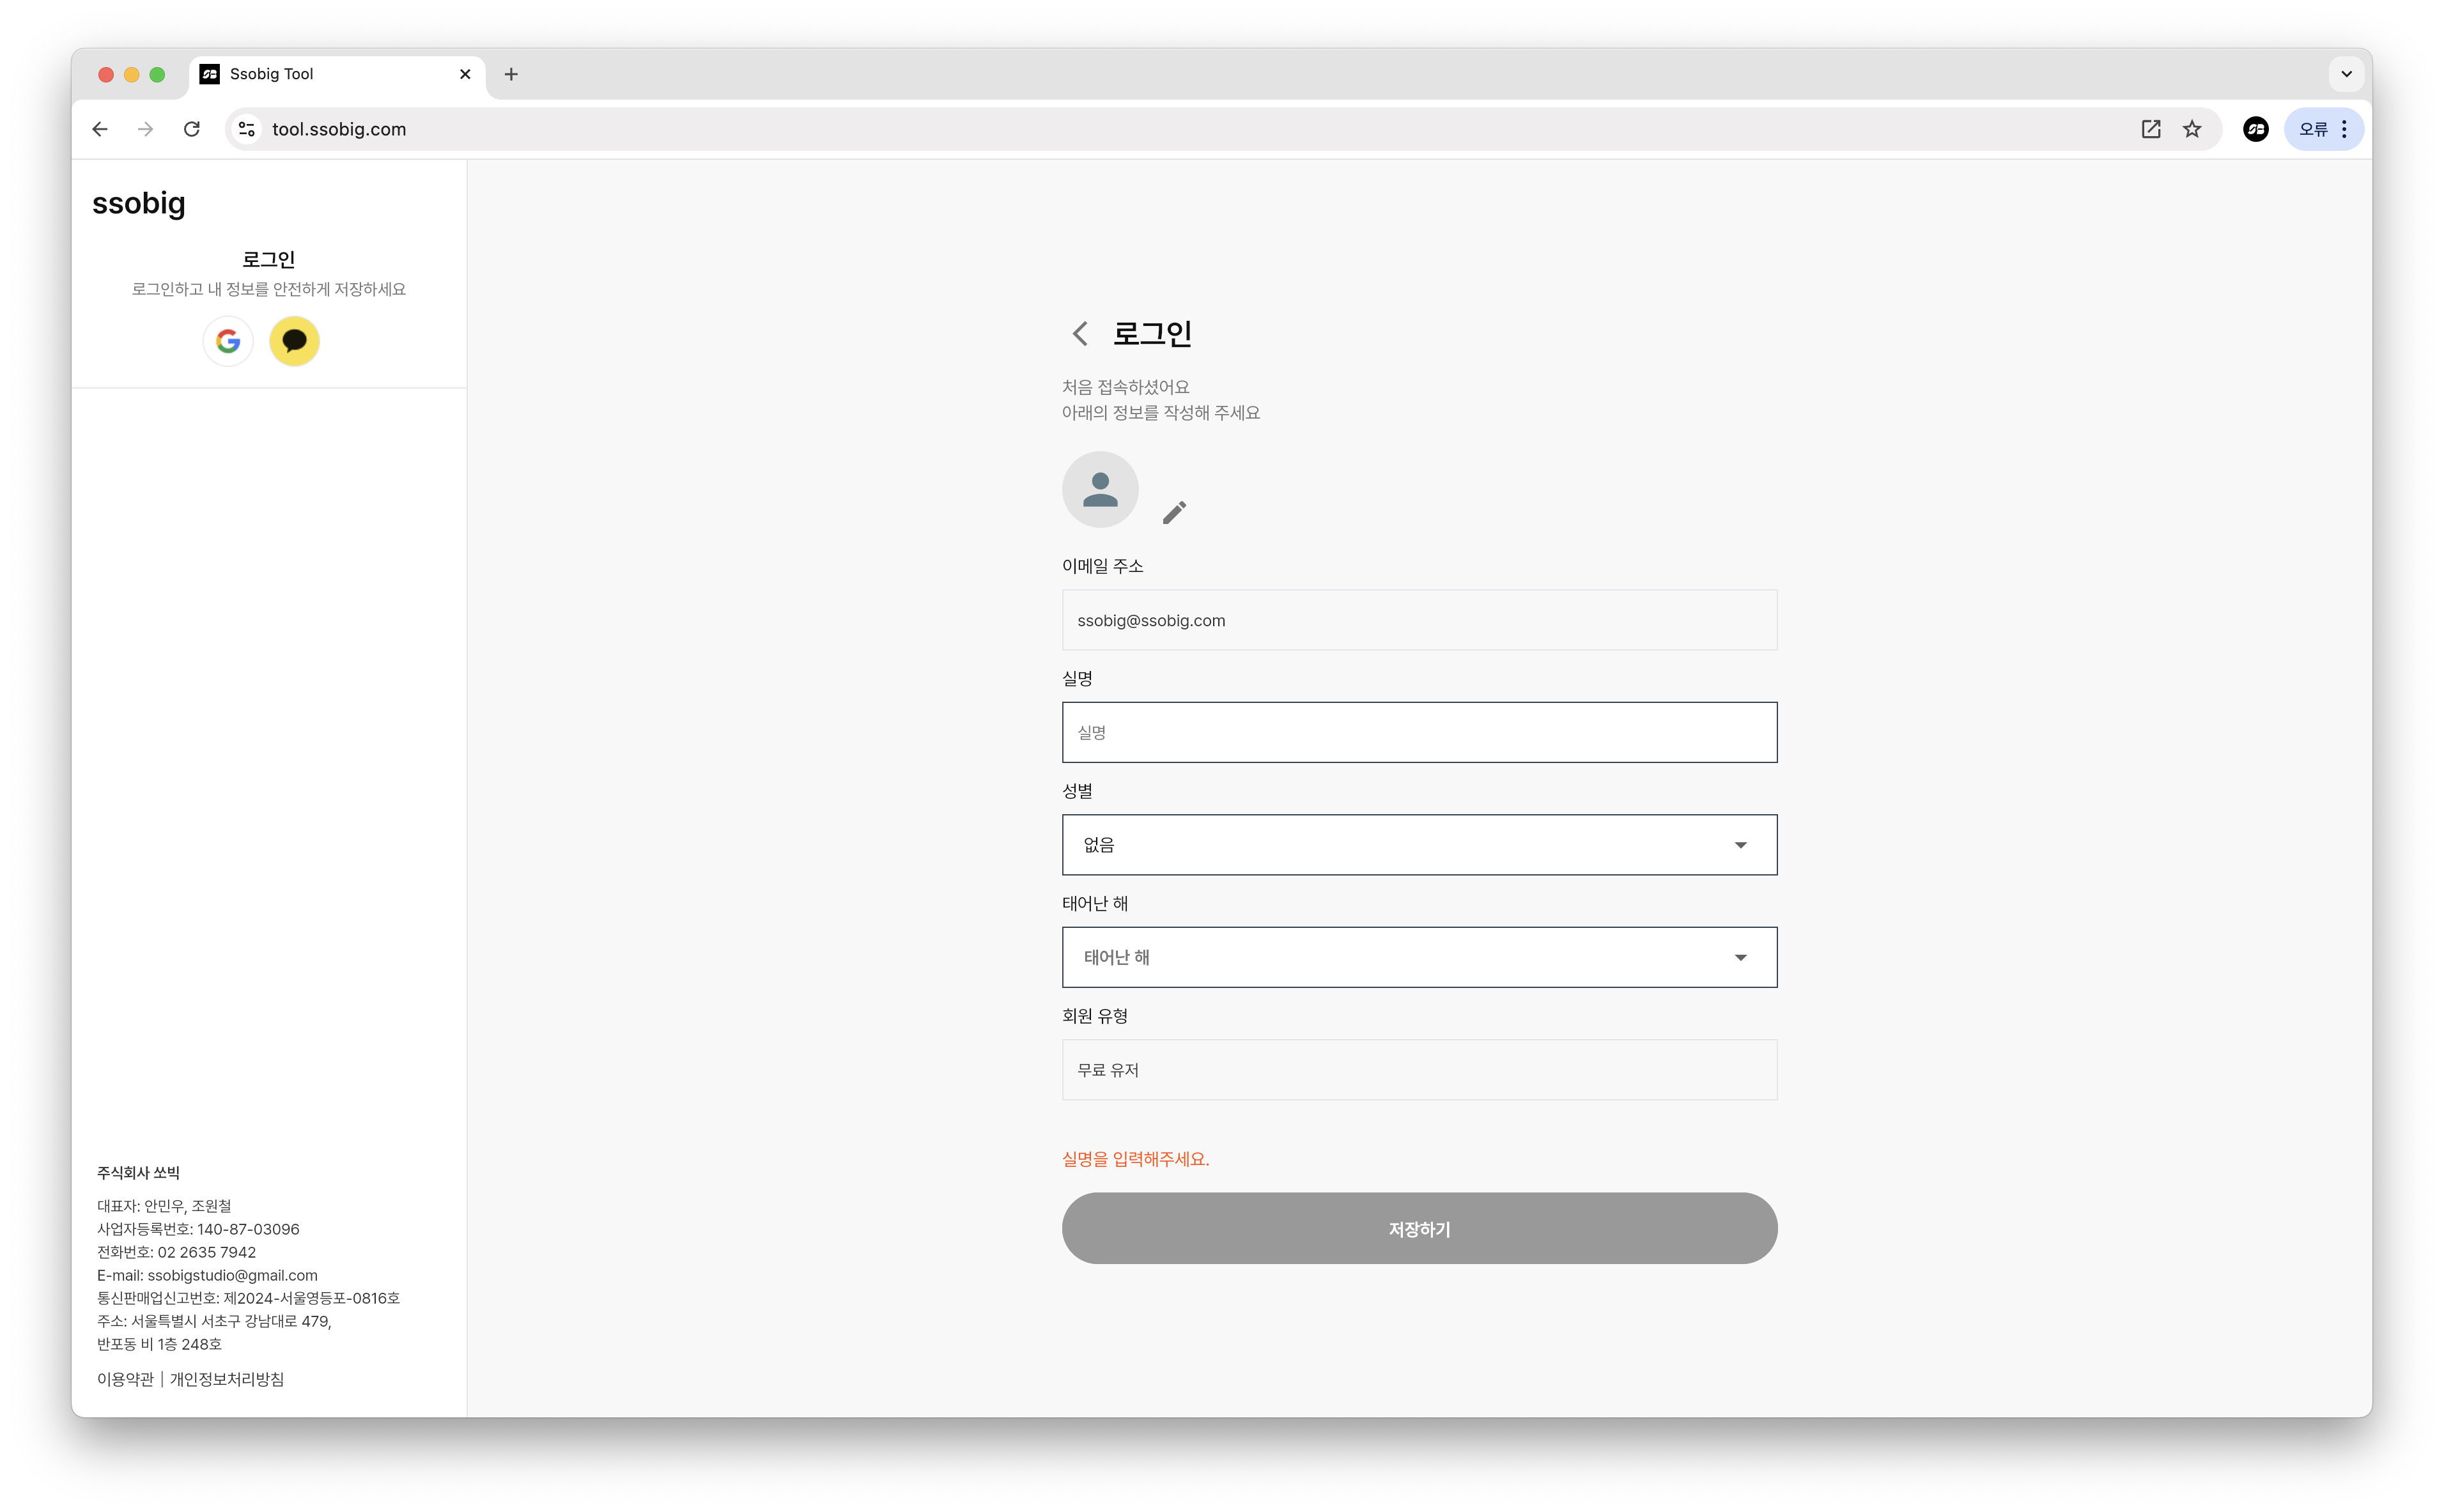 Ssobig Tool
tool.ssobig.com
오류
ssobig
로그인
로그인하고 내 정보를 안전하게 저장하세요
주식회사 쏘빅
대표자: 안민우, 조원철
사업자등록번호: 140-87-03096
전화번호: 02 2635 7942
E-mail: ssobigstudio@gmail.com
통신판매업신고번호: 제2024-서울영등포-0816호
주소: 서울특별시 서초구 강남대로 479,
반포동 비 1층 248호
이용약관 | 개인정보처리방침
로그인
처음 접속하셨어요
아래의 정보를 작성해 주세요
이메일 주소
ssobig@ssobig.com
실명
실명
성별
없음
태어난 해
태어난 해
회원 유형
무료 유저
실명을 입력해주세요.
저장하기